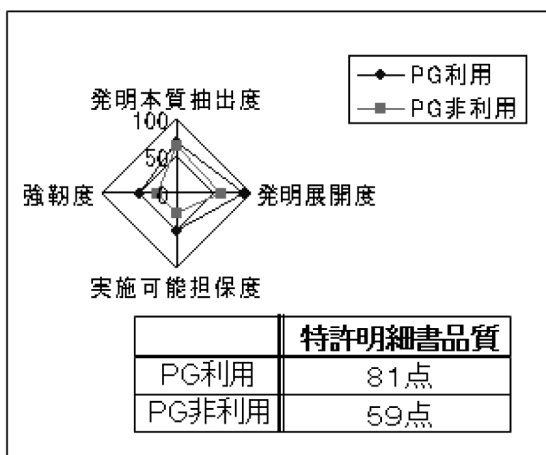 PG利用
PG非利用
発明本質抽出度
100
50
0
強靭度
発明展開度
実施可能担保度
特許明細書品質
PG利用 81点
PG非利用 59点